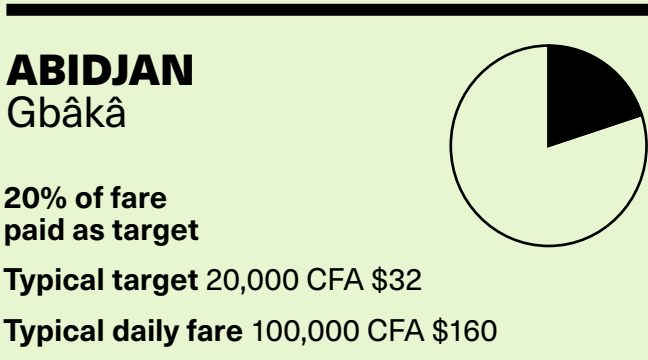 ABIDJAN
Gbâkâ
20% of fare
paid as target
Typical target 20,000 CFA $32
Typical daily fare 100,000 CFA $160